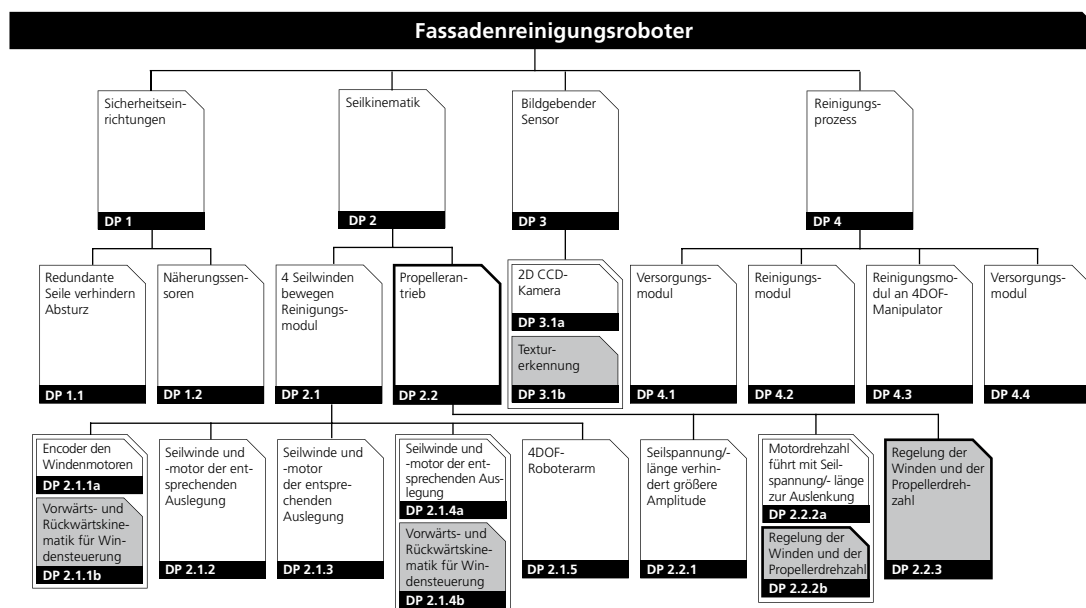 Fassadenreinigungsroboter
Sicherheitsein-
richtungen
DP 1
Seilkinematik
DP 2
Bildgebender
Sensor
DP 3
Reinigungs-
prozess
DP 4
Redundante
Seile verhindern
Absturz
DP 1.1
Näherungssen-
soren
DP 1.2
4 Seilwinden
bewegen
Reinigungs-
modul
DP 2.1
Propelleran-
trieb
DP 2.2
2D CCD-
Kamera
DP 3.1a
Textur-
erkennung
DP 3.1b
Versorgungs-
modul
DP 4.1
Reinigungs-
modul
DP 4.2
Reinigungsmo-
dul an 4DOF-
Manipulator
DP 4.3
Versorgungs-
modul
DP 4.4
Encoder den
Windenmotoren
DP 2.1.1a
Vorwärts- und
Rückwärtskine-
matik für Win-
densteuerung
DP 2.1.1b
Seilwinde und
-motor der ent-
sprechenden
Auslegung
DP 2.1.2
Seilwinde und
-motor
der entspre-
chenden
Auslegung
DP 2.1.3
Seilwinde und
-motor der ent-
sprechenden Aus-
legung
DP 2.1.4a
Vorwärts- und
Rückwärtskine-
matik für Win-
densteuerung
DP 2.1.4b
4DOF-
Roboterarm
DP 2.1.5
Seilspannung/-
länge verhin-
dert größere
Amplitude
DP 2.2.1
Motordrehzahl
führt mit Seil-
spannung/- länge
zur Auslenkung
DP 2.2.2a
Regelung der
Winden und der
Propellerdrehzahl
DP 2.2.2b
Regelung der
Winden und der
Propellerdreh-
zahl
DP 2.2.3